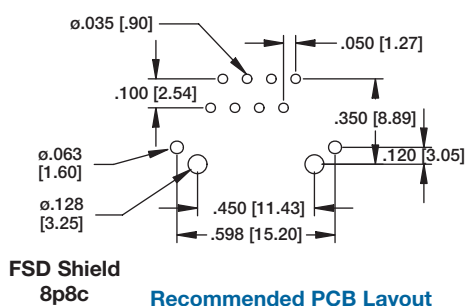 ø.035 [.90]
.050 [1.27]
.100 [2.54]
.350 [8.89]
ø.063
[1.60]
.120 [3.05]
ø.128
[3.25]
.450 [11.43]
.598 [15.20]
FSD Shield
8p8c
Recommended PCB Layout